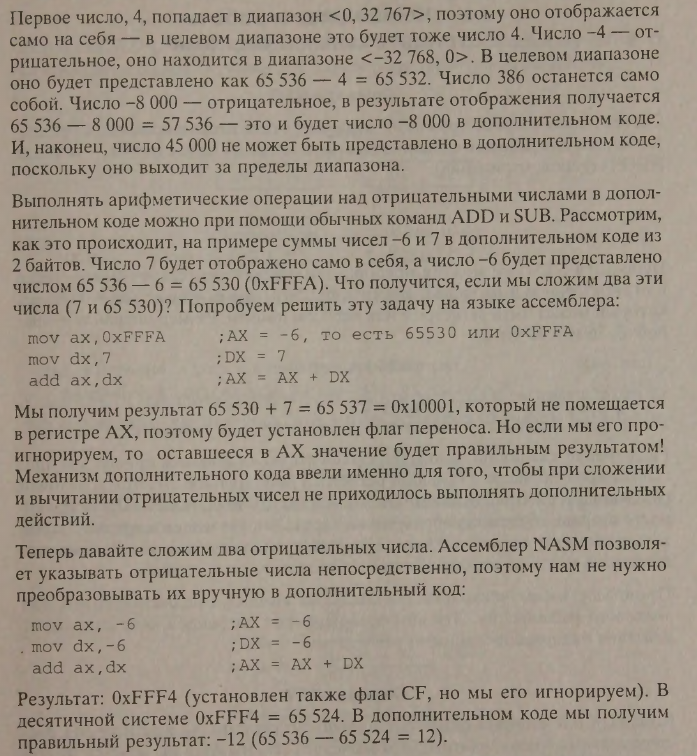 Первое число, 4, попадает в диапазон <0, 32 767>, поэтому оно отображается
само на себя — в целевом диапазоне это будет тоже число 4. Число –4 — от-
рицательное, оно находится в диапазоне <–32 768, 0>. В целевом диапазоне
оно будет представлено как 65 536 — 4 = 65 532. Число 386 останется само
собой. Число –8 000 — отрицательное, в результате отображения получается
65 536 — 8 000 = 57 536 — это и будет число –8 000 в дополнительном коде.
И, наконец, число 45 000 не может быть представлено в дополнительном коде,
поскольку оно выходит за пределы диапазона.
Выполнять арифметические операции над отрицательными числами в допол-
нительном коде можно при помощи обычных команд ADD и SUB. Рассмотрим,
как это происходит, на примере суммы чисел –6 и 7 в дополнительном коде из
2 байтов. Число 7 будет отображено само в себя, а число –6 будет представлено
числом 65 536 — 6 = 65 530 (0xFFFA). Что получится, если мы сложим два эти
числа (7 и 65 530)? Попробуем решить эту задачу на языке ассемблера:
mov ax,0xFFFA ;AX = -6, то есть 65530 или 0xFFFA
mov dx,7 ;DX = 7
add ax,dx ;AX = AX + DX
Мы получим результат 65 530 + 7 = 65 537 = 0x10001, который не помещается
в регистре AX, поэтому будет установлен флаг переноса. Но если мы его про-
игнорируем, то оставшееся в AX значение будет правильным результатом!
Механизм дополнительного кода ввели именно для того, чтобы при сложении
и вычитании отрицательных чисел не приходилось выполнять дополнительных
действий.
Теперь давайте сложим два отрицательных числа. Ассемблер NASM позволя-
ет указывать отрицательные числа непосредственно, поэтому нам не нужно
преобразовывать их вручную в дополнительный код:
mov ax, -6 ;AX = -6
mov dx,-6 ;DX = -6
add ax,dx ;AX = AX + DX
Результат: 0xFFF4 (установлен также флаг CF, но мы его игнорируем). В
десятичной системе 0xFFF4 = 65 524. В дополнительном коде мы получим
правильный результат: –12 (65 536 — 65 524 = 12).